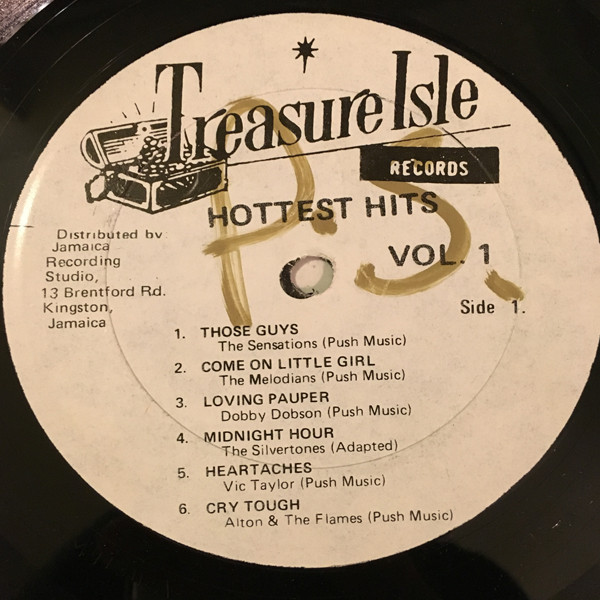 Treasure Isle
RECORDS
P.S.
HOTTEST HITS
VOL. 1
Distributed by
Jamaica
Recording
Studio,
13 Brentford Rd.
Kingston,
Jamaica
Side 1.
1. THOSE GUYS
The Sensations (Push Music)
2. COME ON LITTLE GIRL
The Melodians (Push Music)
3. LOVING PAUPER
Dobby Dobson (Push Music)
4. MIDNIGHT HOUR
The Silvertones (Adapted)
5. HEARTACHES
Vic Taylor (Push Music)
6. CRY TOUGH
Alton & The Flames (Push Music)